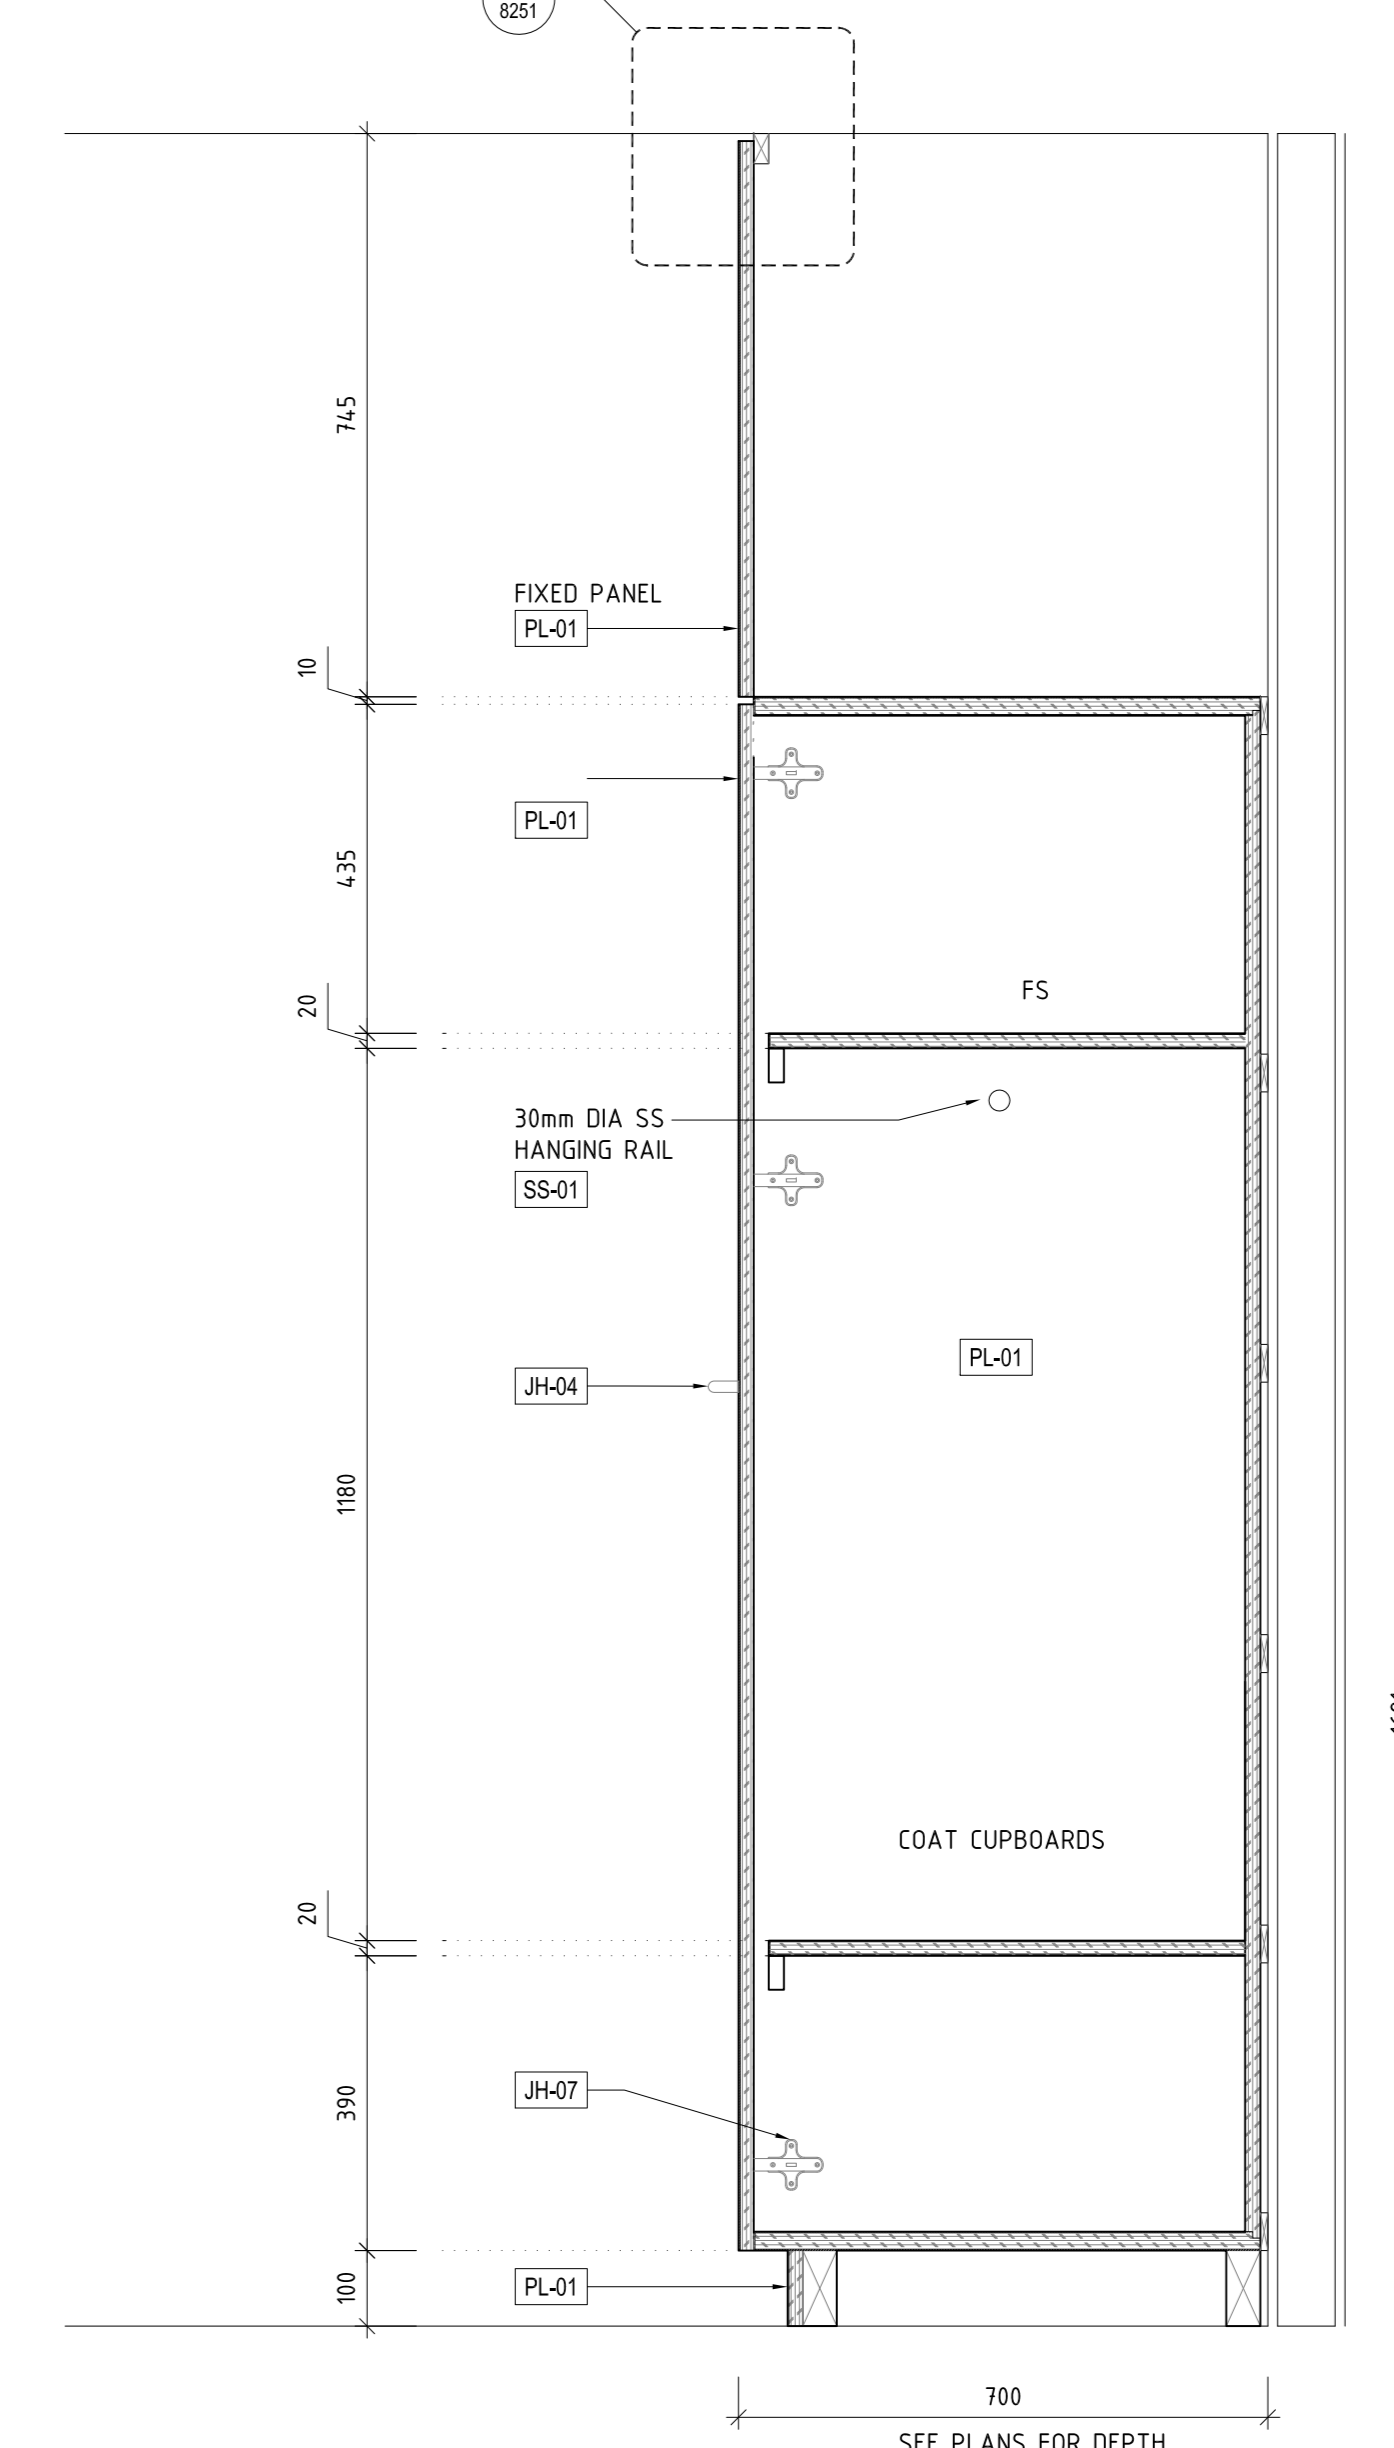 8251
745
FIXED PANEL
PL-01
10
PL-01
435
FS
20
30mm DIA SS
HANGING RAIL
SS-01
PL-01
JH-04
1180
COAT CUPBOARDS
20
JH-07
390
PL-01
100
700
SEE PLANS FOR DEPTH